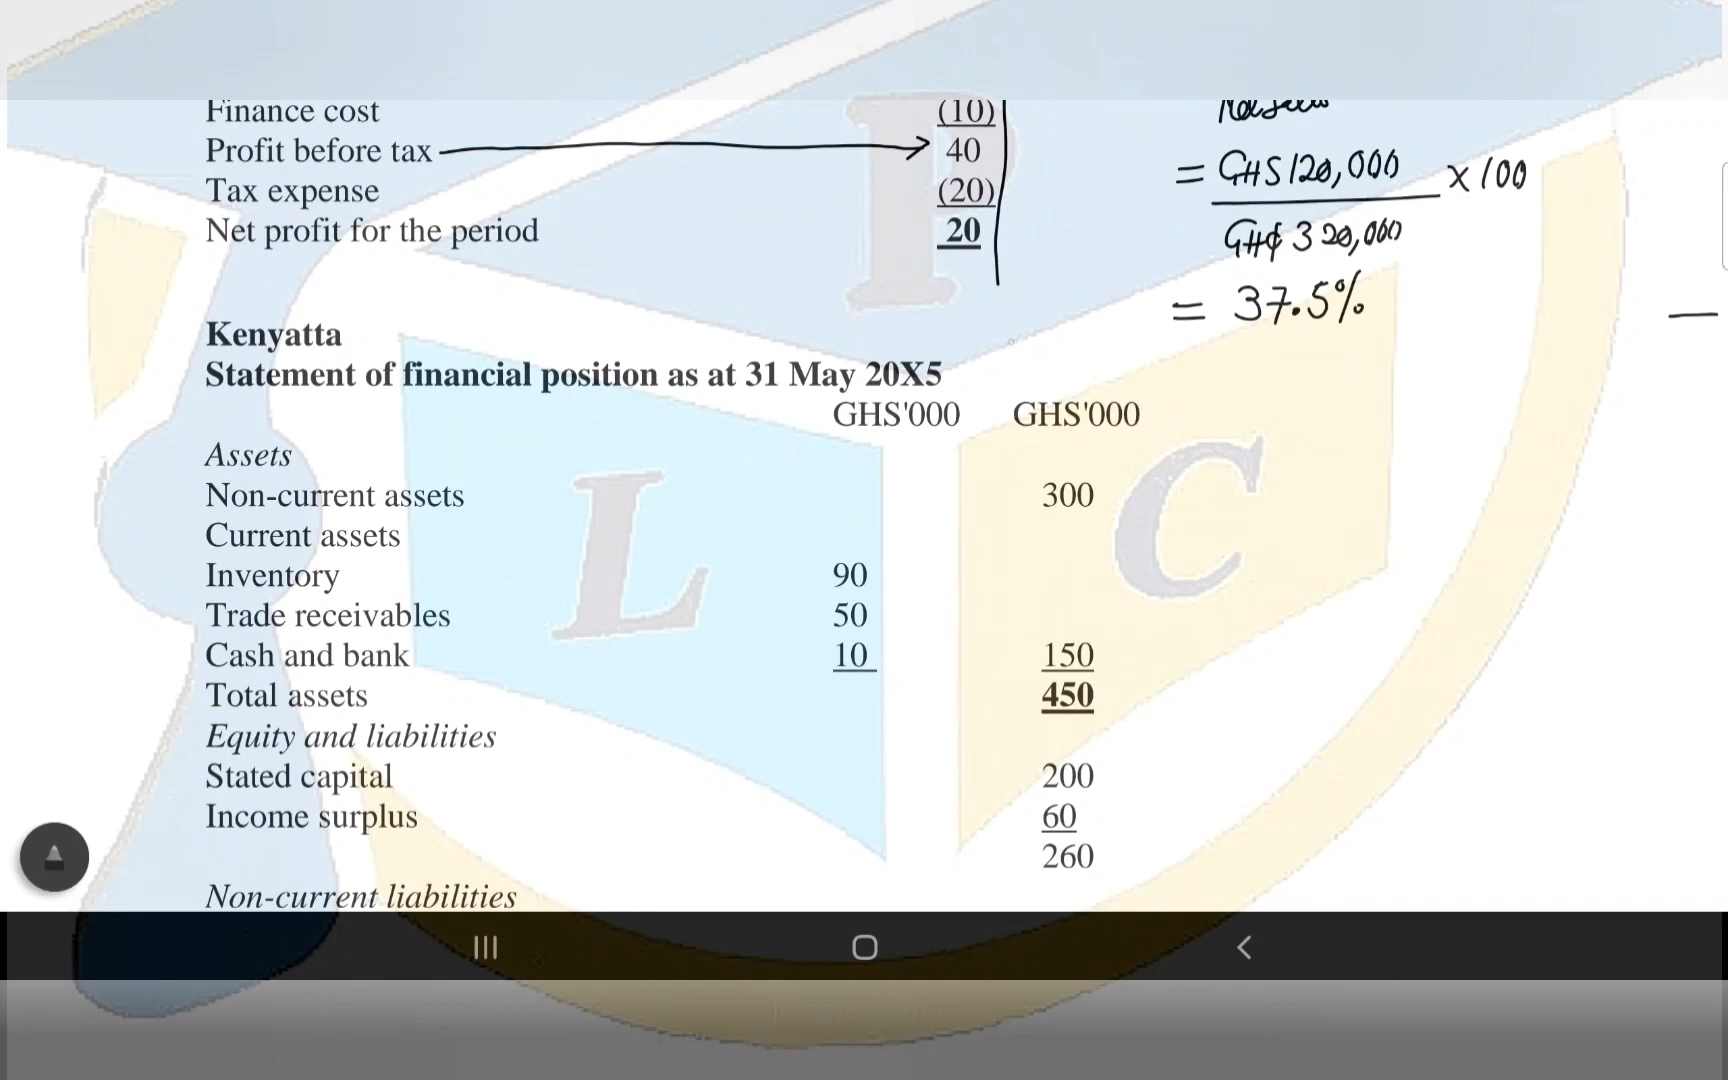 Finance cost (10)
Profit before tax 40
Tax expense (20)
Net profit for the period 20
= GHS 120,000 x 100
GH₵ 320,000
= 37.5%
Kenyatta
Statement of financial position as at 31 May 20X5
GHS'000 GHS'000
Assets
Non-current assets 300
Current assets
Inventory 90
Trade receivables 50
Cash and bank 10 150
Total assets 450
Equity and liabilities
Stated capital 200
Income surplus 60
260
Non-current liabilities
P
L
C